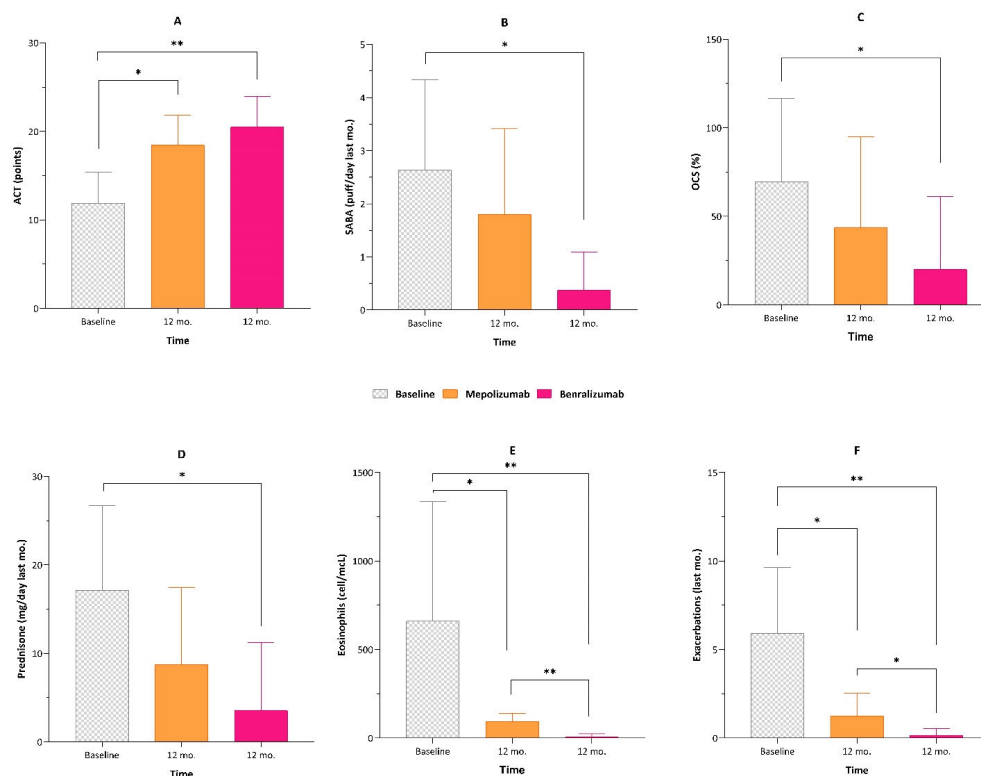 A
ACT (points)
30
20
10
0
**
*
Baseline
12 mo.
12 mo.
Time
B
SABA (puff/day last mo.)
5
4
3
2
1
0
*
Baseline
12 mo.
12 mo.
Time
C
OCS (%)
150
100
50
0
*
Baseline
12 mo.
12 mo.
Time
Baseline Mepolizumab Benralizumab
D
Prednisone (mg/day last mo.)
30
20
10
0
*
Baseline
12 mo.
12 mo.
Time
E
Eosinophils (cell/mcL)
1500
1000
500
0
**
*
**
Baseline
12 mo.
12 mo.
Time
F
Exacerbations (last mo.)
15
10
5
0
**
*
*
Baseline
12 mo.
12 mo.
Time